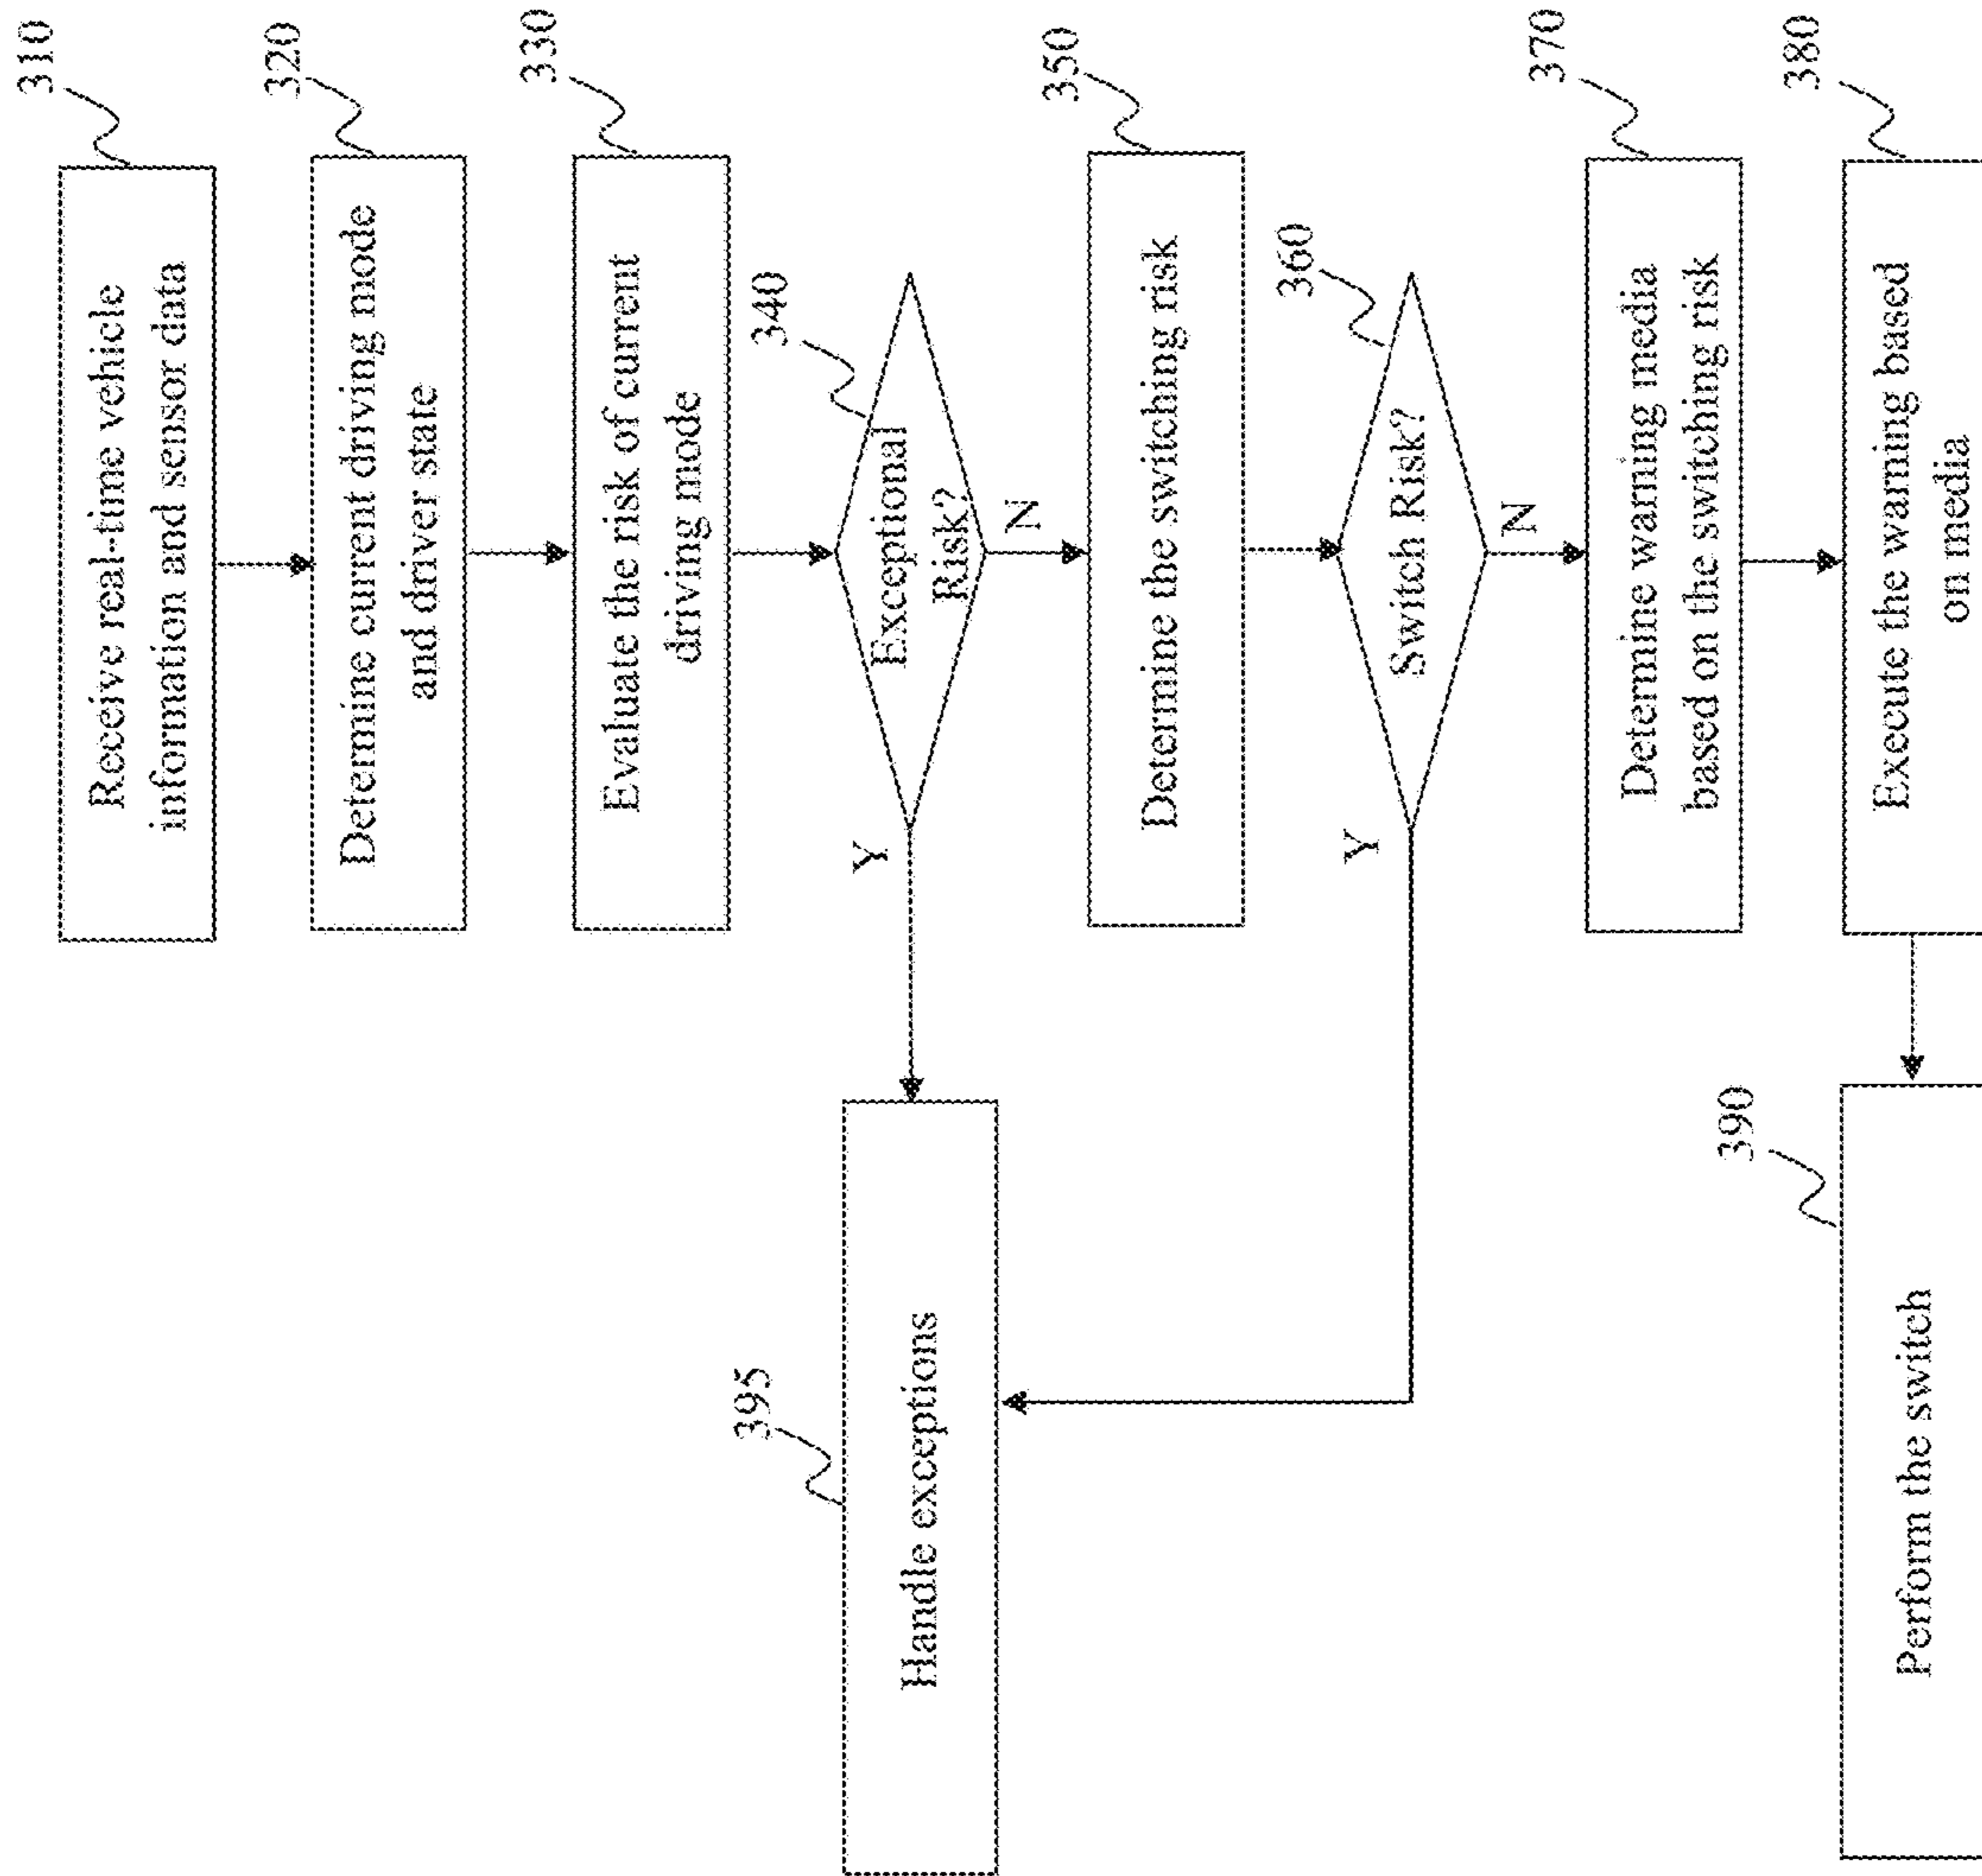 310
Receive real-time vehicle
information and sensor data
320
Determine current driving mode
and driver state
330
Evaluate the risk of current
driving mode
340
Exceptional
Risk?
Y
N
395
Handle exceptions
350
Determine the switching risk
360
Switch Risk?
Y
N
370
Determine warning media
based on the switching risk
380
Execute the warning based
on media
390
Perform the switch